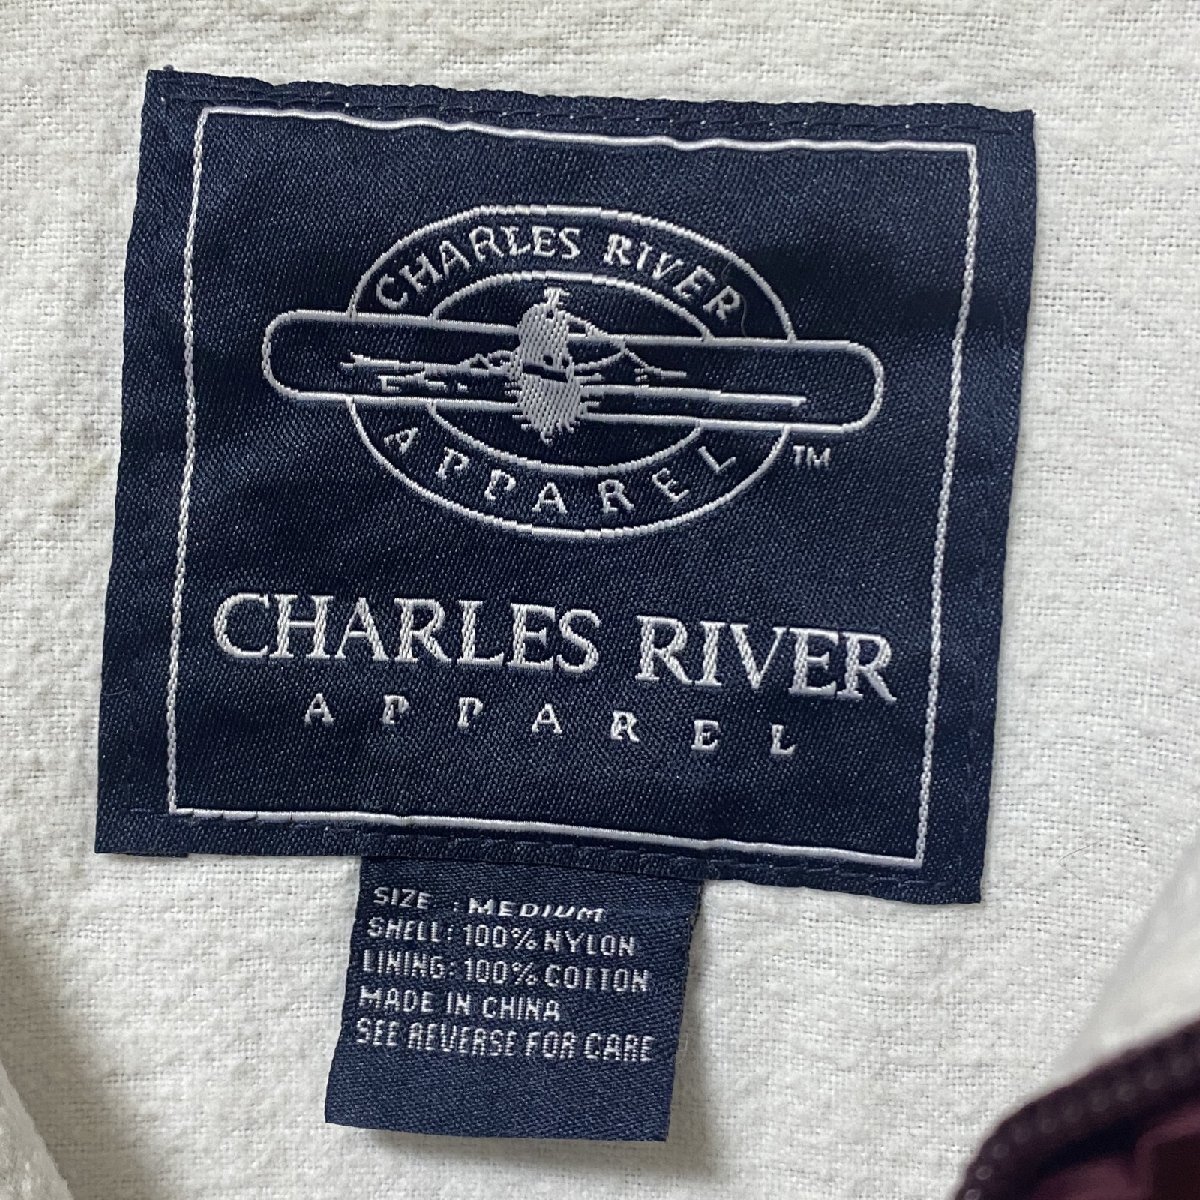 CHARLES RIVER
APPAREL
TM
CHARLES RIVER
APPAREL
SIZE : MEDIUM
SHELL: 100% NYLON
LINING: 100% COTTON
MADE IN CHINA
SEE REVERSE FOR CARE